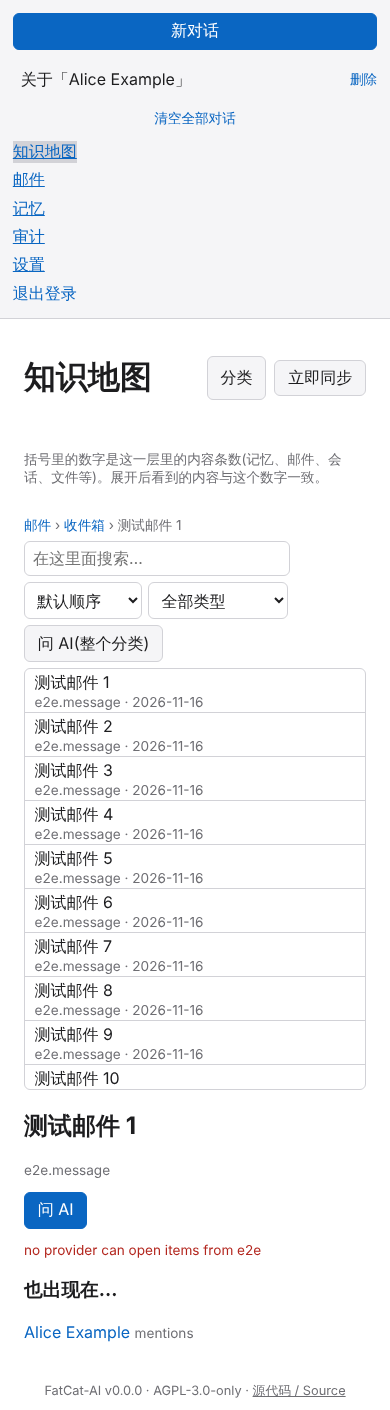 新对话
关于「Alice Example」 删除
清空全部对话
知识地图
邮件
记忆
审计
设置
退出登录
知识地图 分类 立即同步
括号里的数字是这一层里的内容条数(记忆、邮件、会
话、文件等)。展开后看到的内容与这个数字一致。
邮件 › 收件箱 › 测试邮件 1
在这里面搜索...
默认顺序 全部类型
问 AI(整个分类)
测试邮件 1
e2e.message · 2026-11-16
测试邮件 2
e2e.message · 2026-11-16
测试邮件 3
e2e.message · 2026-11-16
测试邮件 4
e2e.message · 2026-11-16
测试邮件 5
e2e.message · 2026-11-16
测试邮件 6
e2e.message · 2026-11-16
测试邮件 7
e2e.message · 2026-11-16
测试邮件 8
e2e.message · 2026-11-16
测试邮件 9
e2e.message · 2026-11-16
测试邮件 10
测试邮件 1
e2e.message
问 AI
no provider can open items from e2e
也出现在...
Alice Example mentions
FatCat-AI v0.0.0 · AGPL-3.0-only · 源代码 / Source